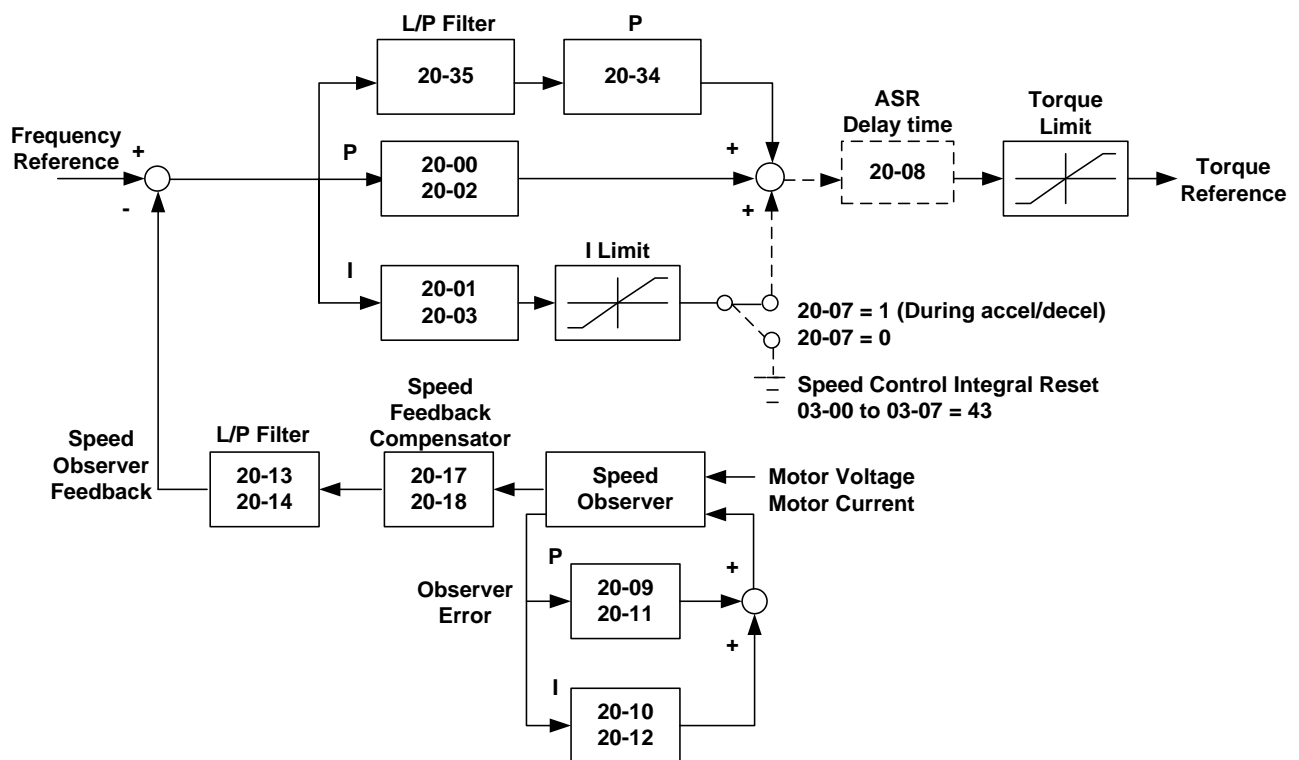 L/P Filter
P
20-35
20-34
ASR
Delay time
20-08
Torque
Limit
Torque
Reference
Frequency
Reference
+
-
P
20-00
20-02
+
+
I
20-01
20-03
I Limit
20-07 = 1 (During accel/decel)
20-07 = 0
Speed Control Integral Reset
03-00 to 03-07 = 43
Speed
Observer
Feedback
L/P Filter
20-13
20-14
Speed
Feedback
Compensator
20-17
20-18
Speed
Observer
Motor Voltage
Motor Current
Observer
Error
P
20-09
20-11
+
+
I
20-10
20-12